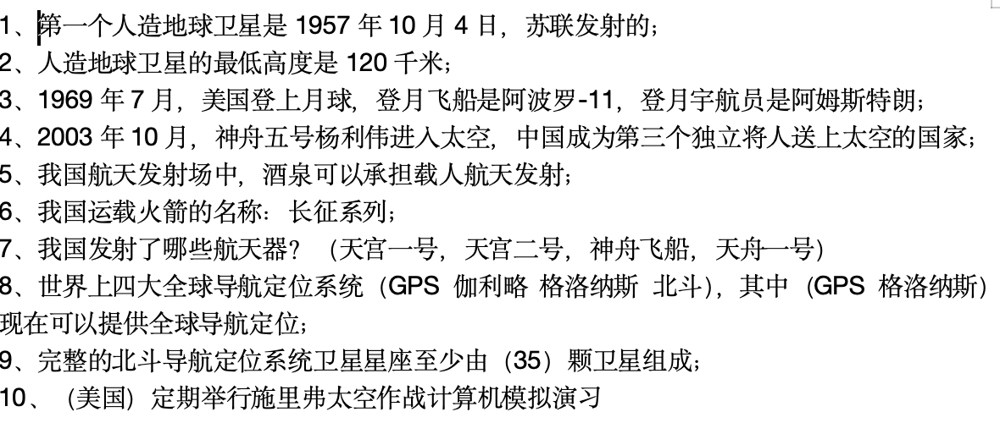 1、第一个人造地球卫星是 1957 年 10 月 4 日，苏联发射的；
2、人造地球卫星的最低高度是 120 千米；
3、1969 年 7 月，美国登上月球，登月飞船是阿波罗-11，登月宇航员是阿姆斯特朗；
4、2003 年 10 月，神舟五号杨利伟进入太空，中国成为第三个独立将人送上太空的国家；
5、我国航天发射场中，酒泉可以承担载人航天发射；
6、我国运载火箭的名称：长征系列；
7、我国发射了哪些航天器？（天宫一号，天宫二号，神舟飞船，天舟一号）
8、世界上四大全球导航定位系统（GPS 伽利略 格洛纳斯 北斗），其中（GPS 格洛纳斯）
现在可以提供全球导航定位；
9、完整的北斗导航定位系统卫星星座至少由（35）颗卫星组成；
10、（美国）定期举行施里弗太空作战计算机模拟演习